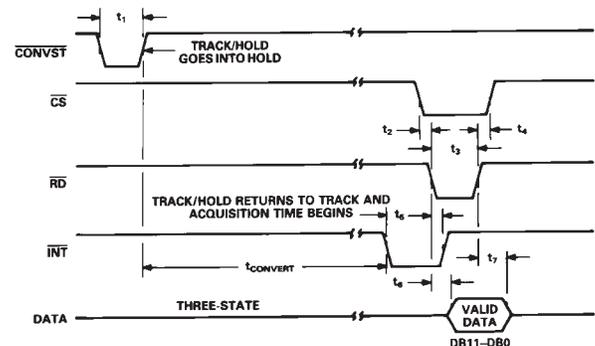 t1
CONVST
TRACK/HOLD
GOES INTO HOLD
CS
t2
t3
t4
RD
TRACK/HOLD RETURNS TO TRACK AND
ACQUISITION TIME BEGINS
t5
INT
tCONVERT
t6
t7
THREE-STATE
DATA
VALID
DATA
DB11–DB0